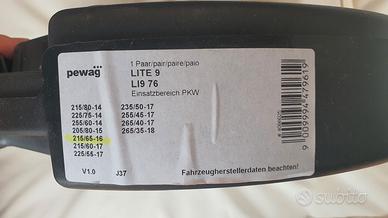 pewag
1 Paar/pair/paire/paio
LITE 9
LI9 76
Einsatzbereich PKW
215/80-14 235/50-17
225/75-14 255/45-17
255/60-14 265/40-17
205/80-15 265/35-18
215/65-16
215/60-17
225/55-17
V1.0 J37
Fahrzeugherstellerdaten beachten!
9 009994 479619
subito